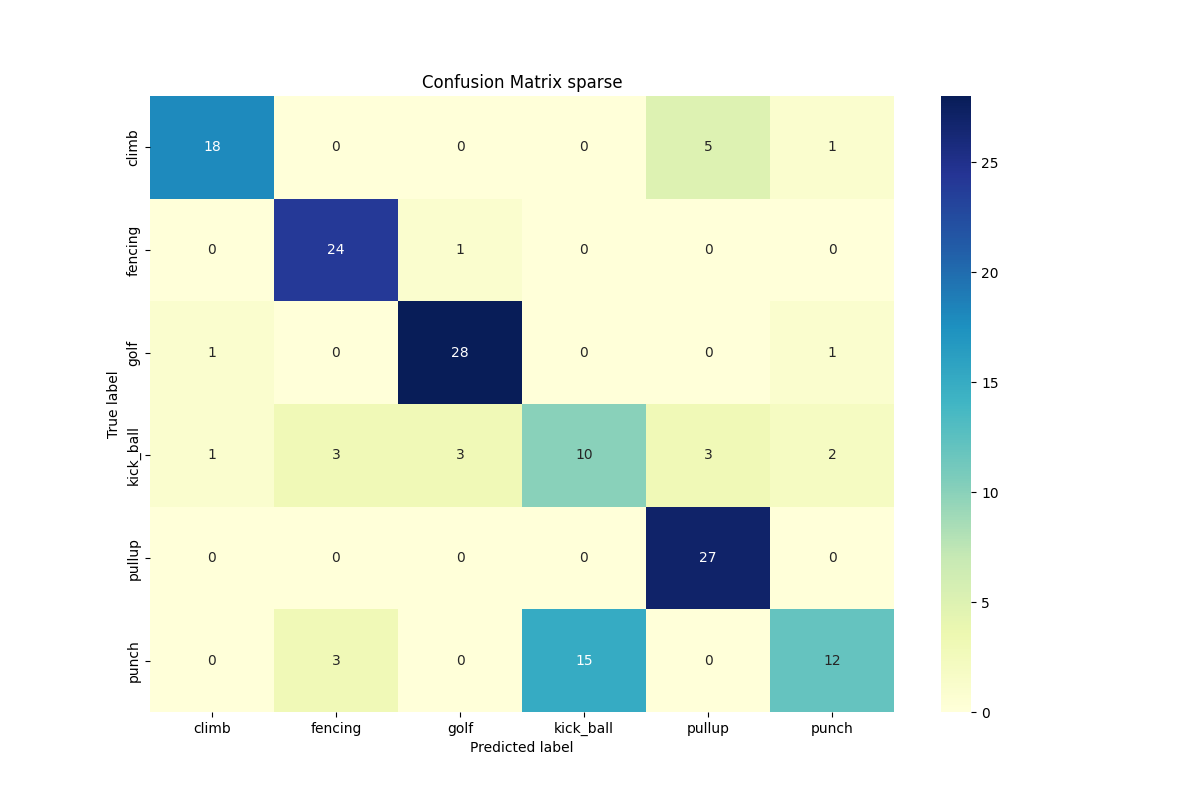 Confusion Matrix sparse
climb 18 0 0 0 5 1
fencing 0 24 1 0 0 0
golf 1 0 28 0 0 1
kick_ball 1 3 3 10 3 2
pullup 0 0 0 0 27 0
punch 0 3 0 15 0 12
True label
climb fencing golf kick_ball pullup punch
Predicted label
25
20
15
10
5
0